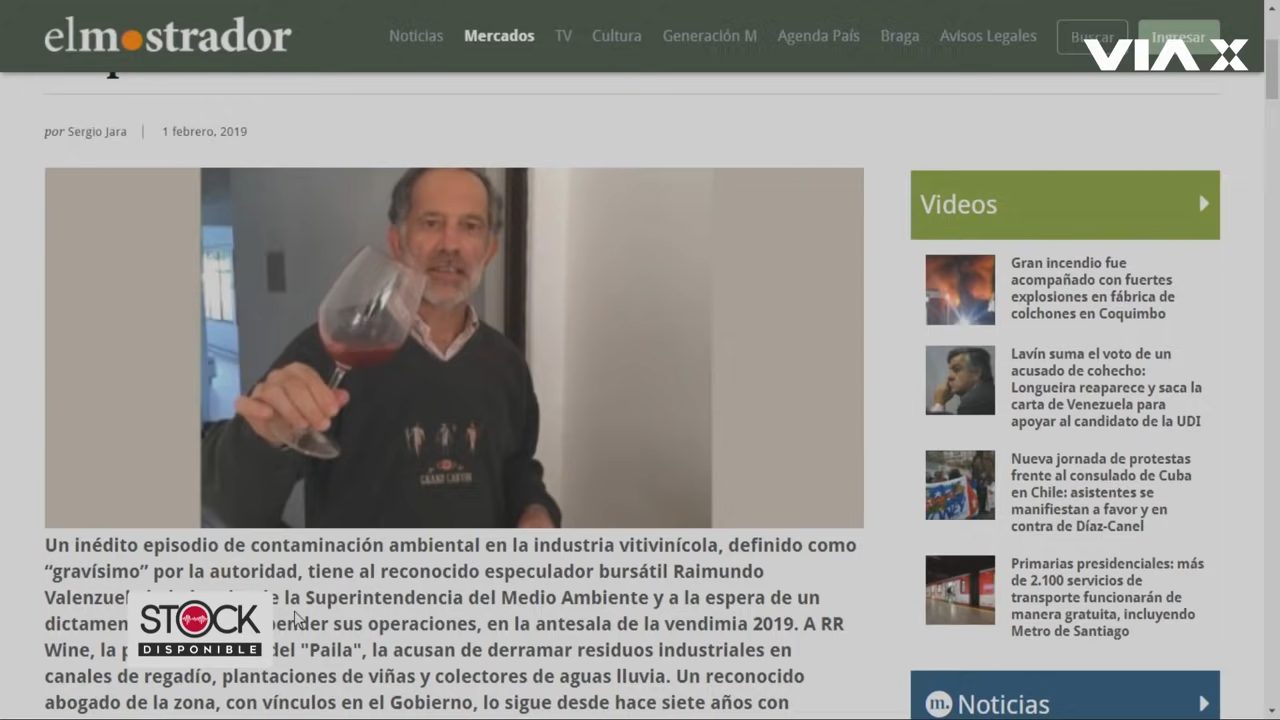 elmostrador
Noticias Mercados TV Cultura Generación M Agenda País Braga Avisos Legales Buscar Ingresar
VIA X
por Sergio Jara | 1 febrero, 2019
GRAND CANYON
Un inédito episodio de contaminación ambiental en la industria vitivinícola, definido como
“gravísimo” por la autoridad, tiene al reconocido especulador bursátil Raimundo
la Superintendencia del Medio Ambiente y a la espera de un
sus operaciones, en la antesala de la vendimia 2019. A RR
Wine, la del "Paila", la acusan de derramar residuos industriales en
canales de regadío, plantaciones de viñas y colectores de aguas lluvia. Un reconocido
abogado de la zona, con vínculos en el Gobierno, lo sigue desde hace siete años con
STOCK
DISPONIBLE
Videos
Gran incendio fue
acompañado con fuertes
explosiones en fábrica de
colchones en Coquimbo
Lavín suma el voto de un
acusado de cohecho:
Longueira reaparece y saca la
carta de Venezuela para
apoyar al candidato de la UDI
Nueva jornada de protestas
frente al consulado de Cuba
en Chile: asistentes se
manifiestan a favor y en
contra de Díaz-Canel
Primarias presidenciales: más
de 2.100 servicios de
transporte funcionarán de
manera gratuita, incluyendo
Metro de Santiago
m. Noticias